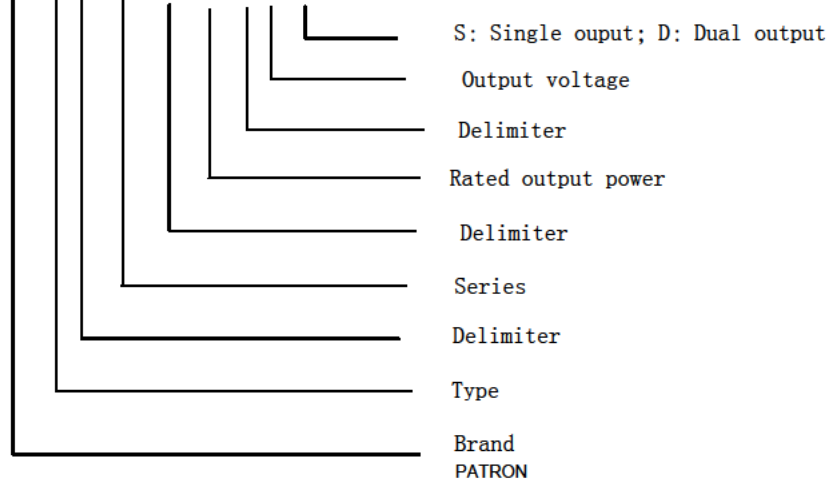 S: Single ouput; D: Dual output
Output voltage
Delimiter
Rated output power
Delimiter
Series
Delimiter
Type
Brand
PATRON